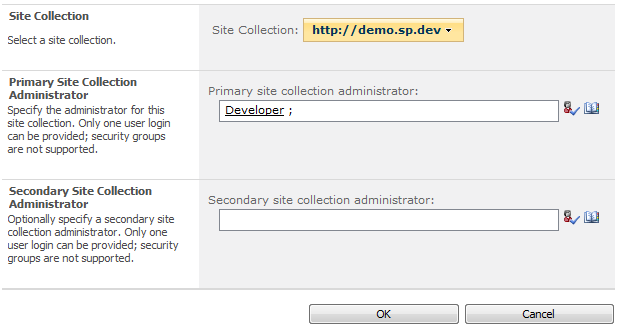 Site Collection
Select a site collection.
Site Collection: http://demo.sp.dev
Primary Site Collection
Administrator
Specify the administrator for this
site collection. Only one user login
can be provided; security groups
are not supported.
Primary site collection administrator:
Developer ;
Secondary Site Collection
Administrator
Optionally specify a secondary site
collection administrator. Only one
user login can be provided; security
groups are not supported.
Secondary site collection administrator:
OK
Cancel